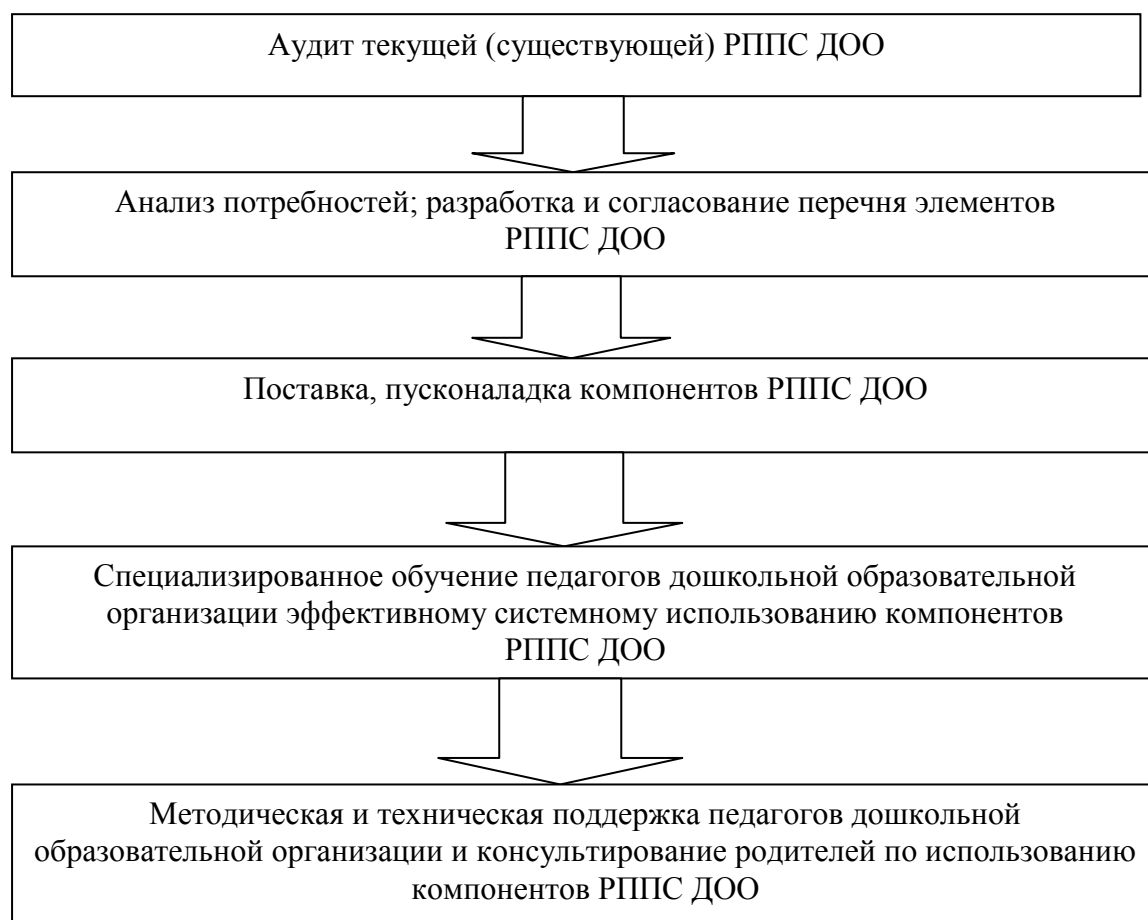 Аудит текущей (существующей) РППС ДОО
Анализ потребностей; разработка и согласование перечня элементов
РППС ДОО
Поставка, пусконаладка компонентов РППС ДОО
Специализированное обучение педагогов дошкольной образовательной
организации эффективному системному использованию компонентов
РППС ДОО
Методическая и техническая поддержка педагогов дошкольной
образовательной организации и консультирование родителей по использованию
компонентов РППС ДОО